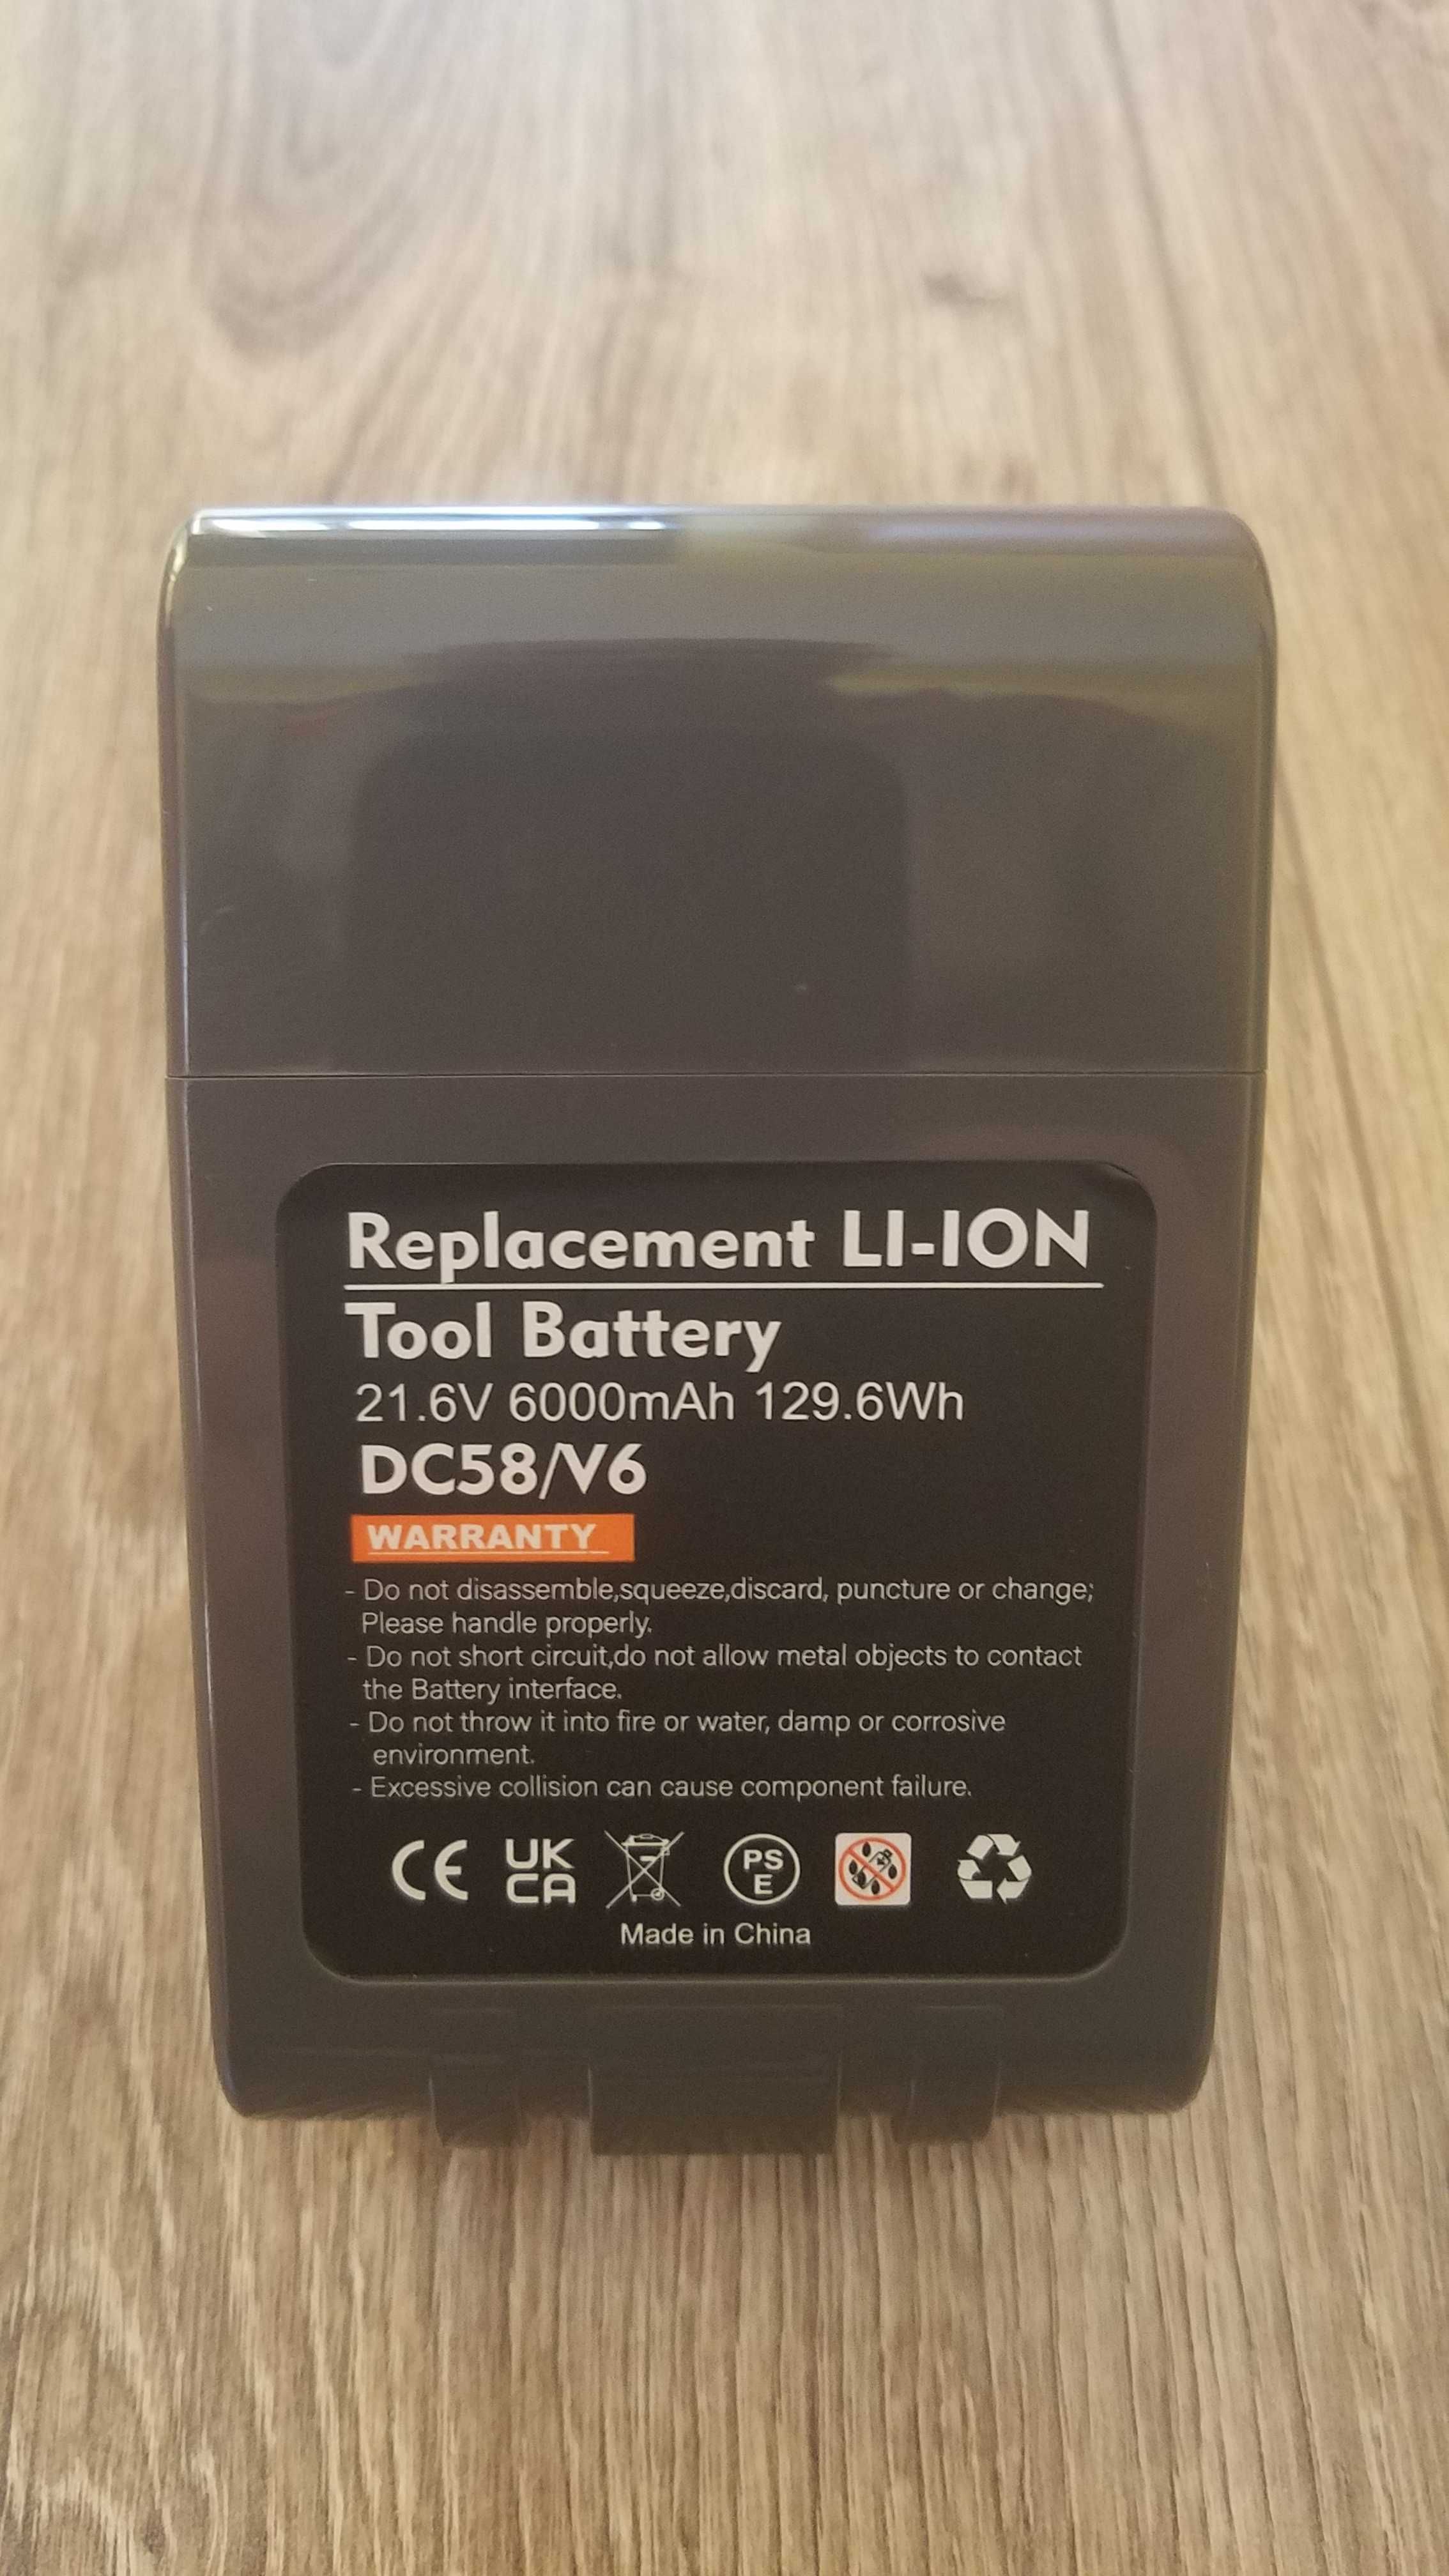 Replacement LI-ION
Tool Battery
21.6V 6000mAh 129.6Wh
DC58/V6
WARRANTY
- Do not disassemble,squeeze,discard, puncture or change;
Please handle properly.
- Do not short circuit,do not allow metal objects to contact
the Battery interface.
- Do not throw it into fire or water, damp or corrosive
environment.
- Excessive collision can cause component failure.
CE UK
CA PS
E
Made in China